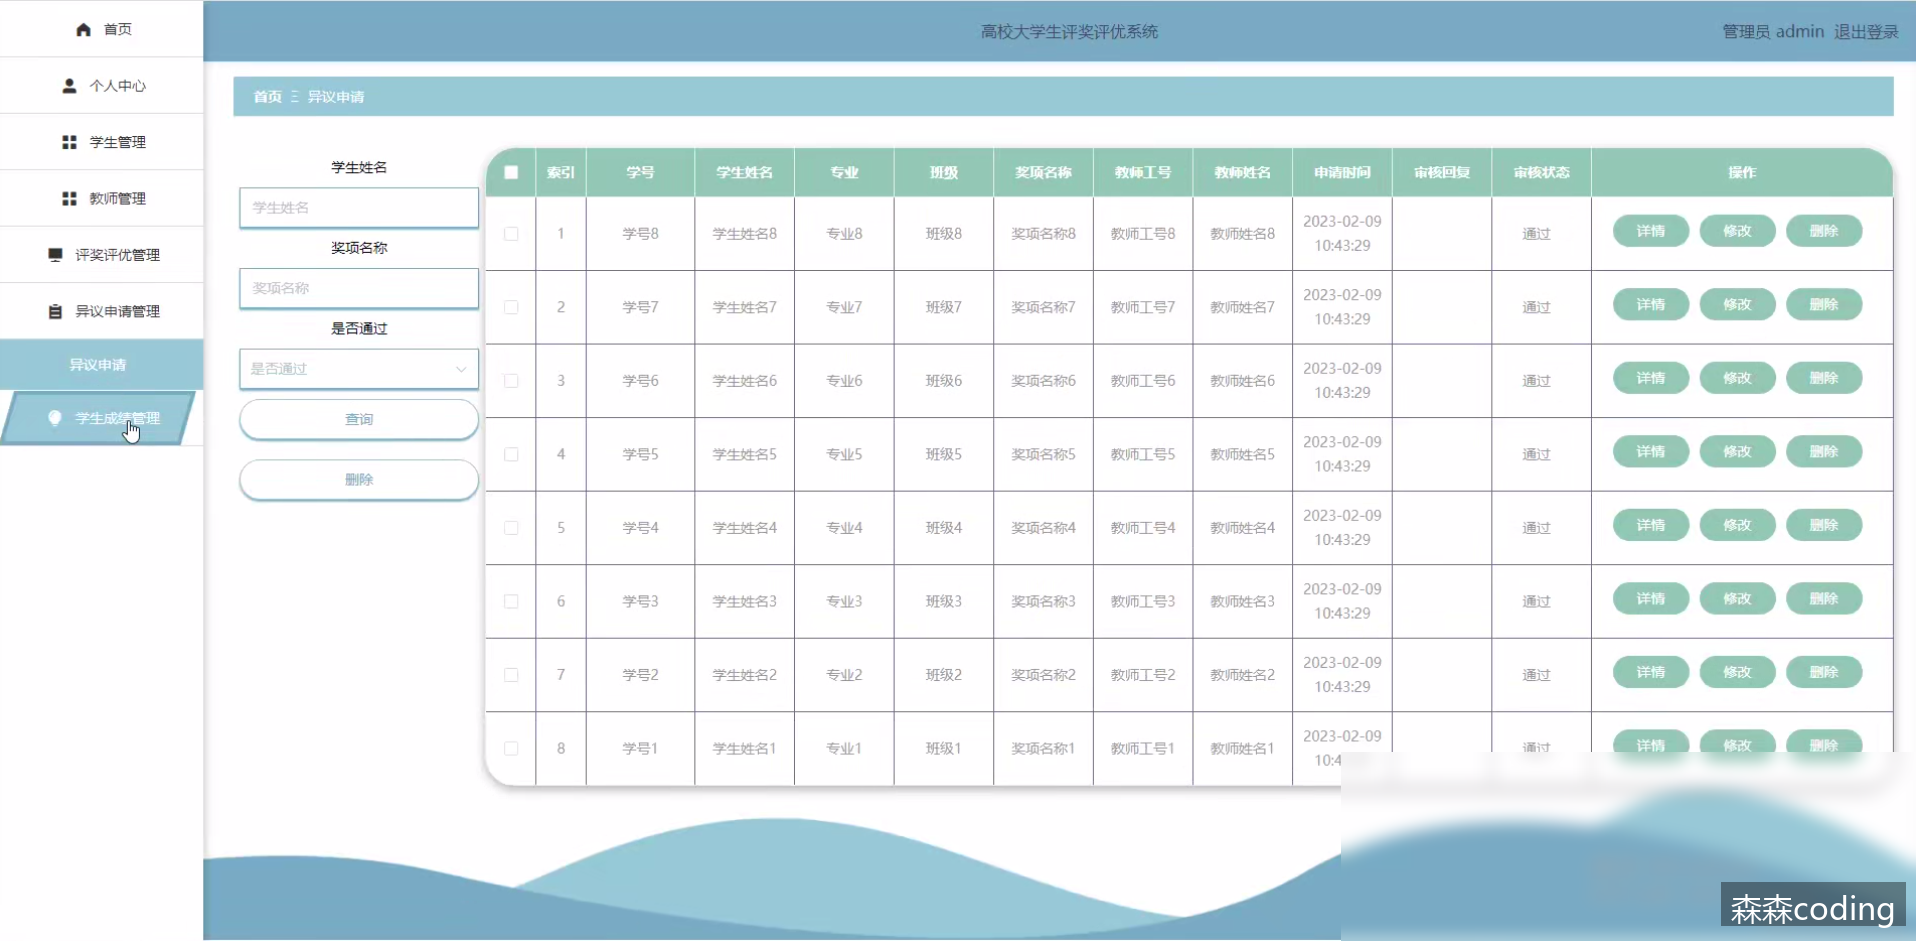 首页
个人中心
学生管理
教师管理
评奖评优管理
异议申请管理
异议申请
学生成绩管理
高校大学生评奖评优系统
管理员 admin 退出登录
首页 异议申请
学生姓名
学生姓名
奖项名称
奖项名称
是否通过
是否通过
查询
删除
索引 学号 学生姓名 专业 班级 奖项名称 教师工号 教师姓名 申请时间 审核回复 审核状态 操作
1 学号8 学生姓名8 专业8 班级8 奖项名称8 教师工号8 教师姓名8 2023-02-09 10:43:29 通过 详情 修改 删除
2 学号7 学生姓名7 专业7 班级7 奖项名称7 教师工号7 教师姓名7 2023-02-09 10:43:29 通过 详情 修改 删除
3 学号6 学生姓名6 专业6 班级6 奖项名称6 教师工号6 教师姓名6 2023-02-09 10:43:29 通过 详情 修改 删除
4 学号5 学生姓名5 专业5 班级5 奖项名称5 教师工号5 教师姓名5 2023-02-09 10:43:29 通过 详情 修改 删除
5 学号4 学生姓名4 专业4 班级4 奖项名称4 教师工号4 教师姓名4 2023-02-09 10:43:29 通过 详情 修改 删除
6 学号3 学生姓名3 专业3 班级3 奖项名称3 教师工号3 教师姓名3 2023-02-09 10:43:29 通过 详情 修改 删除
7 学号2 学生姓名2 专业2 班级2 奖项名称2 教师工号2 教师姓名2 2023-02-09 10:43:29 通过 详情 修改 删除
8 学号1 学生姓名1 专业1 班级1 奖项名称1 教师工号1 教师姓名1 2023-02-09 10:4 通过 详情 修改 删除
森森coding